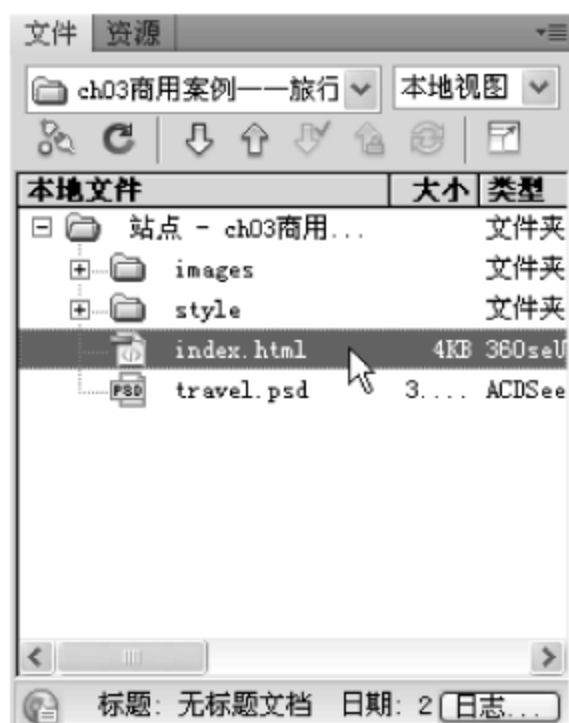 文件 资源
ch03商用案例——旅行 本地视图
本地文件 大小 类型
站点 - ch03商用... 文件夹
images 文件夹
style 文件夹
index.html 4KB 360seU
PSD travel.psd 3.... ACDSee
标题: 无标题文档 日期: 2 日志...